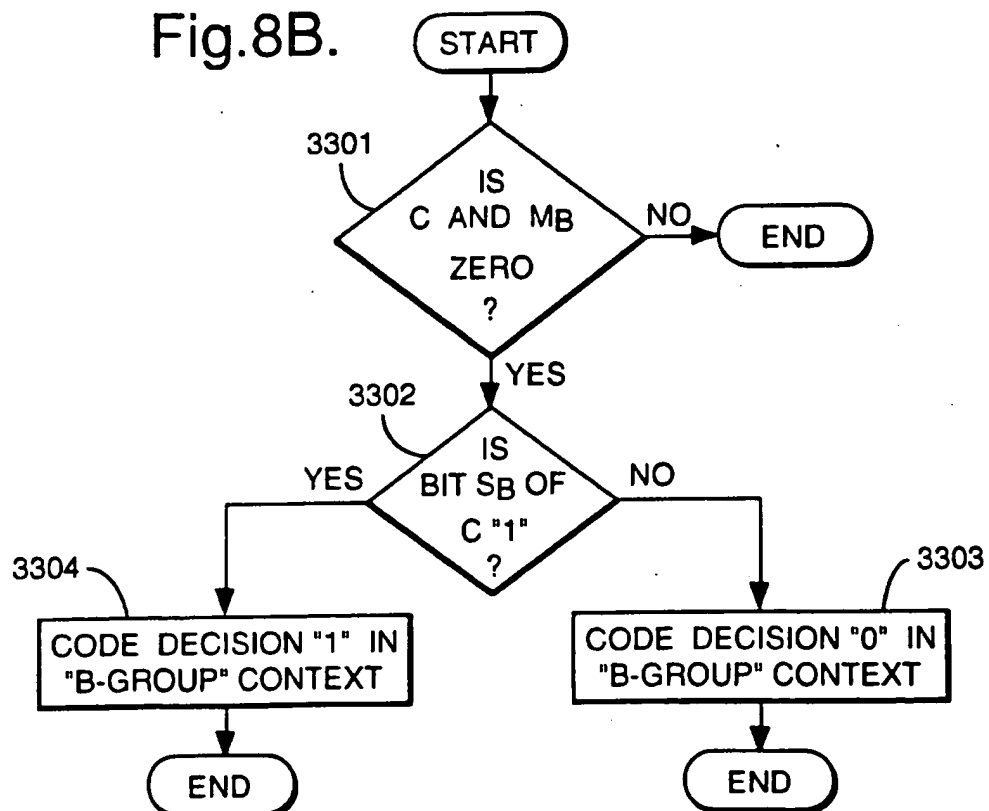 Fig.8B.
START
3301
IS
C AND MB
ZERO
?
NO
END
YES
3302
IS
BIT SB OF
C "1"
?
YES
NO
3304
3303
CODE DECISION "1" IN
"B-GROUP" CONTEXT
CODE DECISION "0" IN
"B-GROUP" CONTEXT
END
END